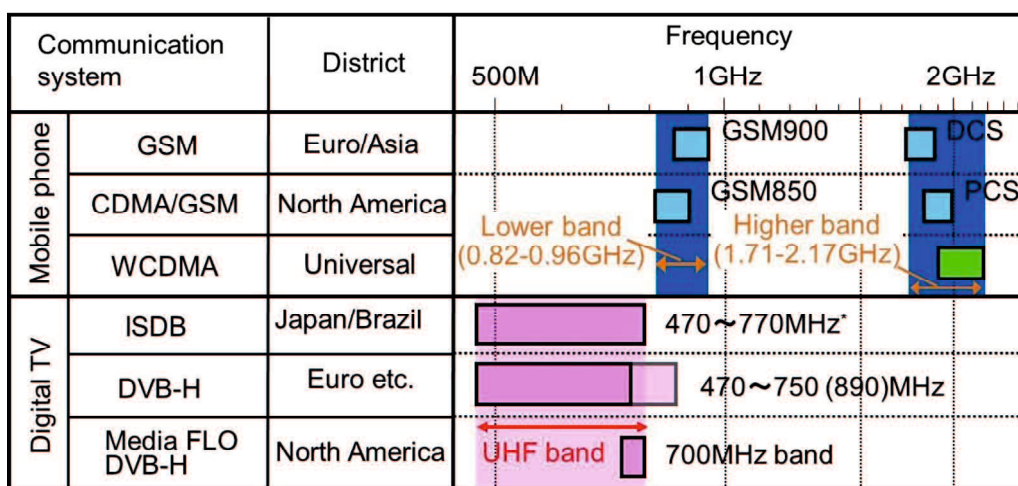 Communication
system
District
Frequency
500M
1GHz
2GHz
Mobile phone
GSM
Euro/Asia
GSM900
DCS
CDMA/GSM
North America
GSM850
PCS
Lower band
(0.82-0.96GHz)
Higher band
(1.71-2.17GHz)
WCDMA
Universal
Digital TV
ISDB
Japan/Brazil
470〜770MHz*
DVB-H
Euro etc.
470〜750 (890)MHz
Media FLO
DVB-H
North America
UHF band
700MHz band